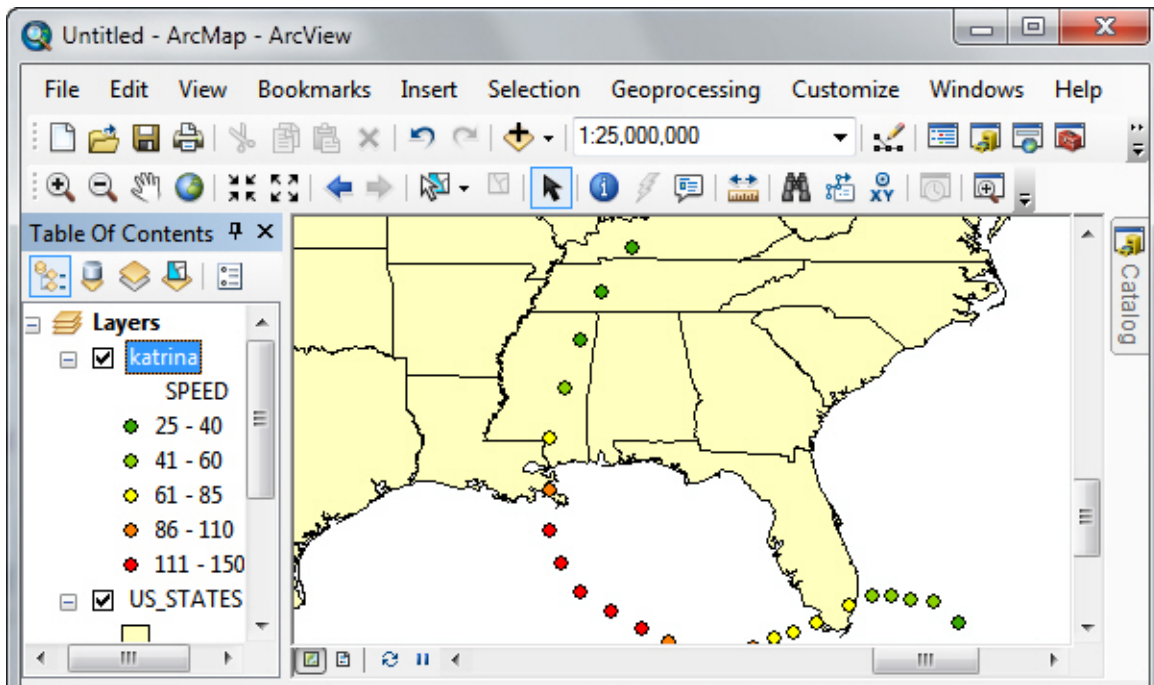 Untitled - ArcMap - ArcView
File Edit View Bookmarks Insert Selection Geoprocessing Customize Windows Help
1:25,000,000
XY
Table Of Contents
Layers
katrina
SPEED
25 - 40
41 - 60
61 - 85
86 - 110
111 - 150
US_STATES
Catalog